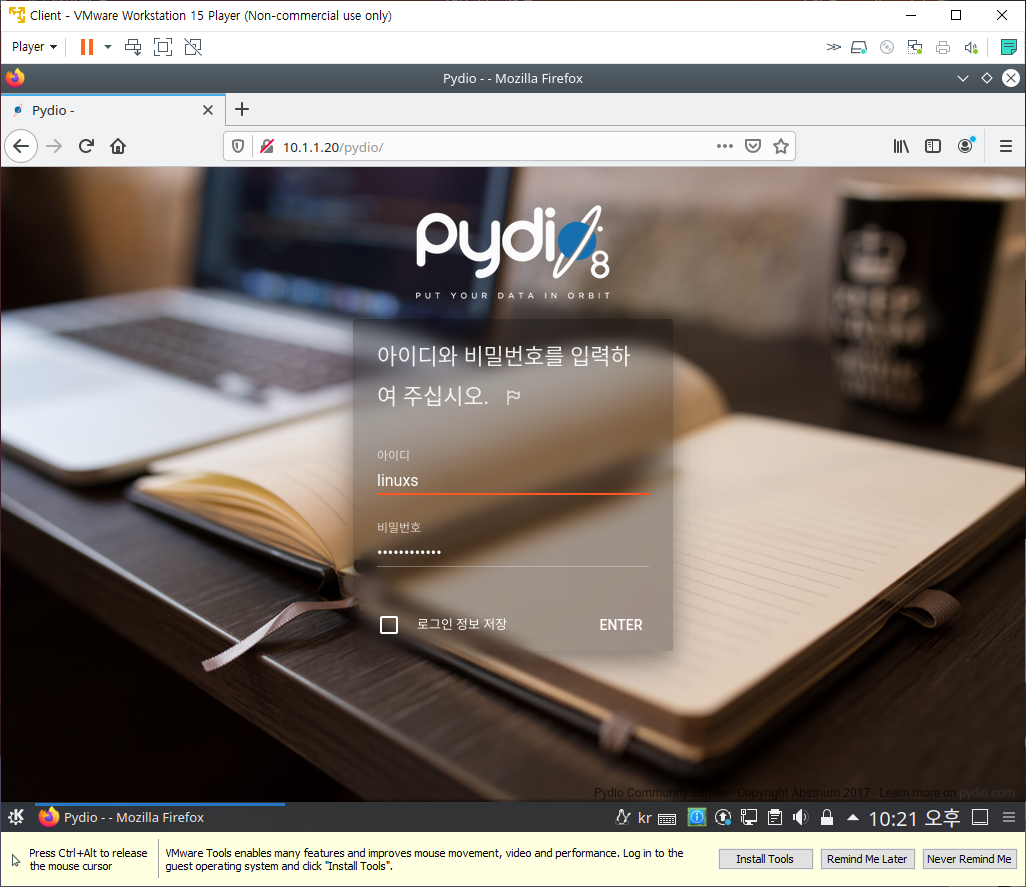 Client - VMware Workstation 15 Player (Non-commercial use only)
Player
Pydio - - Mozilla Firefox
Pydio -
10.1.1.20/pydio/
pydio 8
PUT YOUR DATA IN ORBIT
아이디와 비밀번호를 입력하
여 주십시오.
아이디
linuxs
비밀번호
••••••••••••
로그인 정보 저장
ENTER
Pydio Community Edition - Copyright Abstrium 2017 - Learn more on pydio.com
Pydio - - Mozilla Firefox
kr
10:21 오후
Press Ctrl+Alt to release
the mouse cursor
VMware Tools enables many features and improves mouse movement, video and performance. Log in to the
guest operating system and click "Install Tools".
Install Tools
Remind Me Later
Never Remind Me